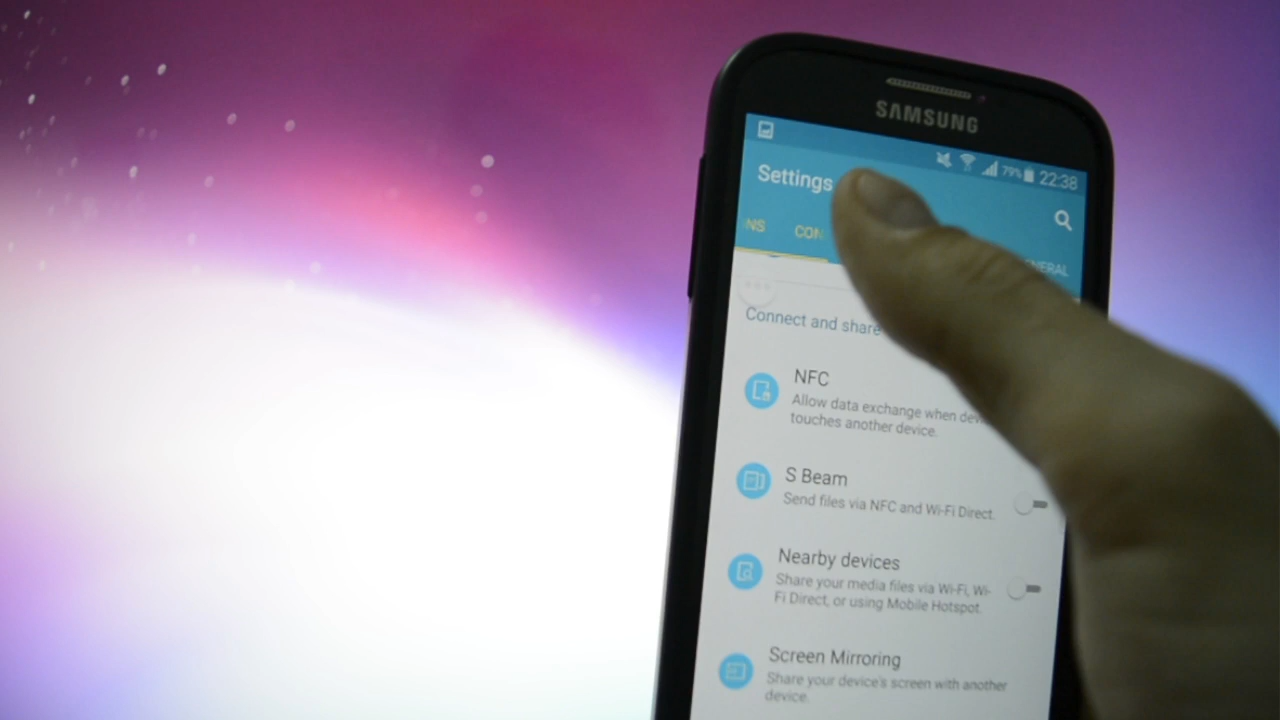 SAMSUNG
79% 22:38
Settings
NS CON NERAL
Connect and share
NFC
Allow data exchange when
touches another device.
S Beam
Send files via NFC and Wi-Fi Direct.
Nearby devices
Share your media files via Wi-Fi, Wi-
Fi Direct, or using Mobile Hotspot.
Screen Mirroring
Share your device's screen with another
device.